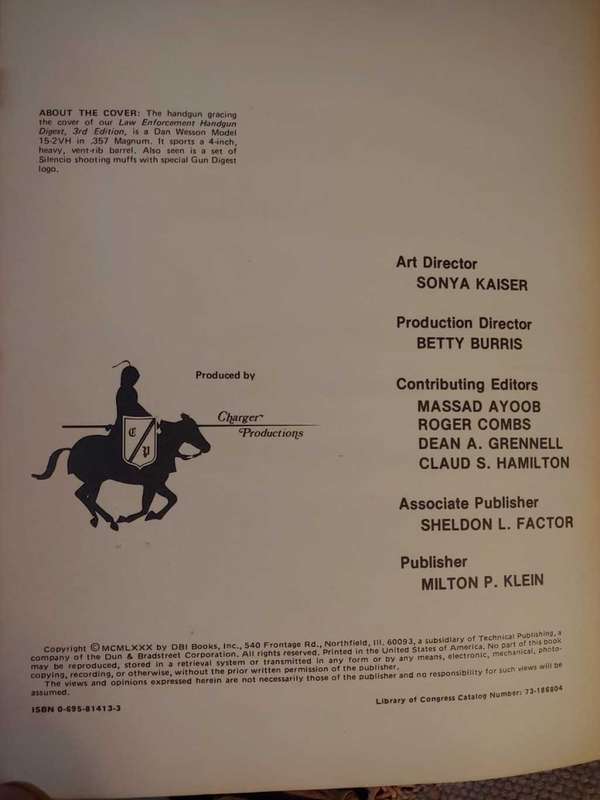 ABOUT THE COVER: The handgun gracing
the cover of our Law Enforcement Handgun
Digest, 3rd Edition, is a Dan Wesson Model
15-2VH in .357 Magnum. It sports a 4-inch,
heavy, vent-rib barrel. Also seen is a set of
Silencio shooting muffs with special Gun Digest
logo.
Art Director
SONYA KAISER
Production Director
BETTY BURRIS
Produced by
Charger
Productions
C
P
Contributing Editors
MASSAD AYOOB
ROGER COMBS
DEAN A. GRENNELL
CLAUD S. HAMILTON
Associate Publisher
SHELDON L. FACTOR
Publisher
MILTON P. KLEIN
Copyright © MCMLXXX by DBI Books, Inc., 540 Frontage Rd., Northfield, Ill. 60093, a subsidiary of Technical Publishing, a
company of the Dun & Bradstreet Corporation. All rights reserved. Printed in the United States of America. No part of this book
may be reproduced, stored in a retrieval system or transmitted in any form or by any means, electronic, mechanical, photo-
copying, recording, or otherwise, without the prior written permission of the publisher.
The views and opinions expressed herein are not necessarily those of the publisher and no responsibility for such views will be
assumed.
ISBN 0-695-81413-3
Library of Congress Catalog Number: 73-186804